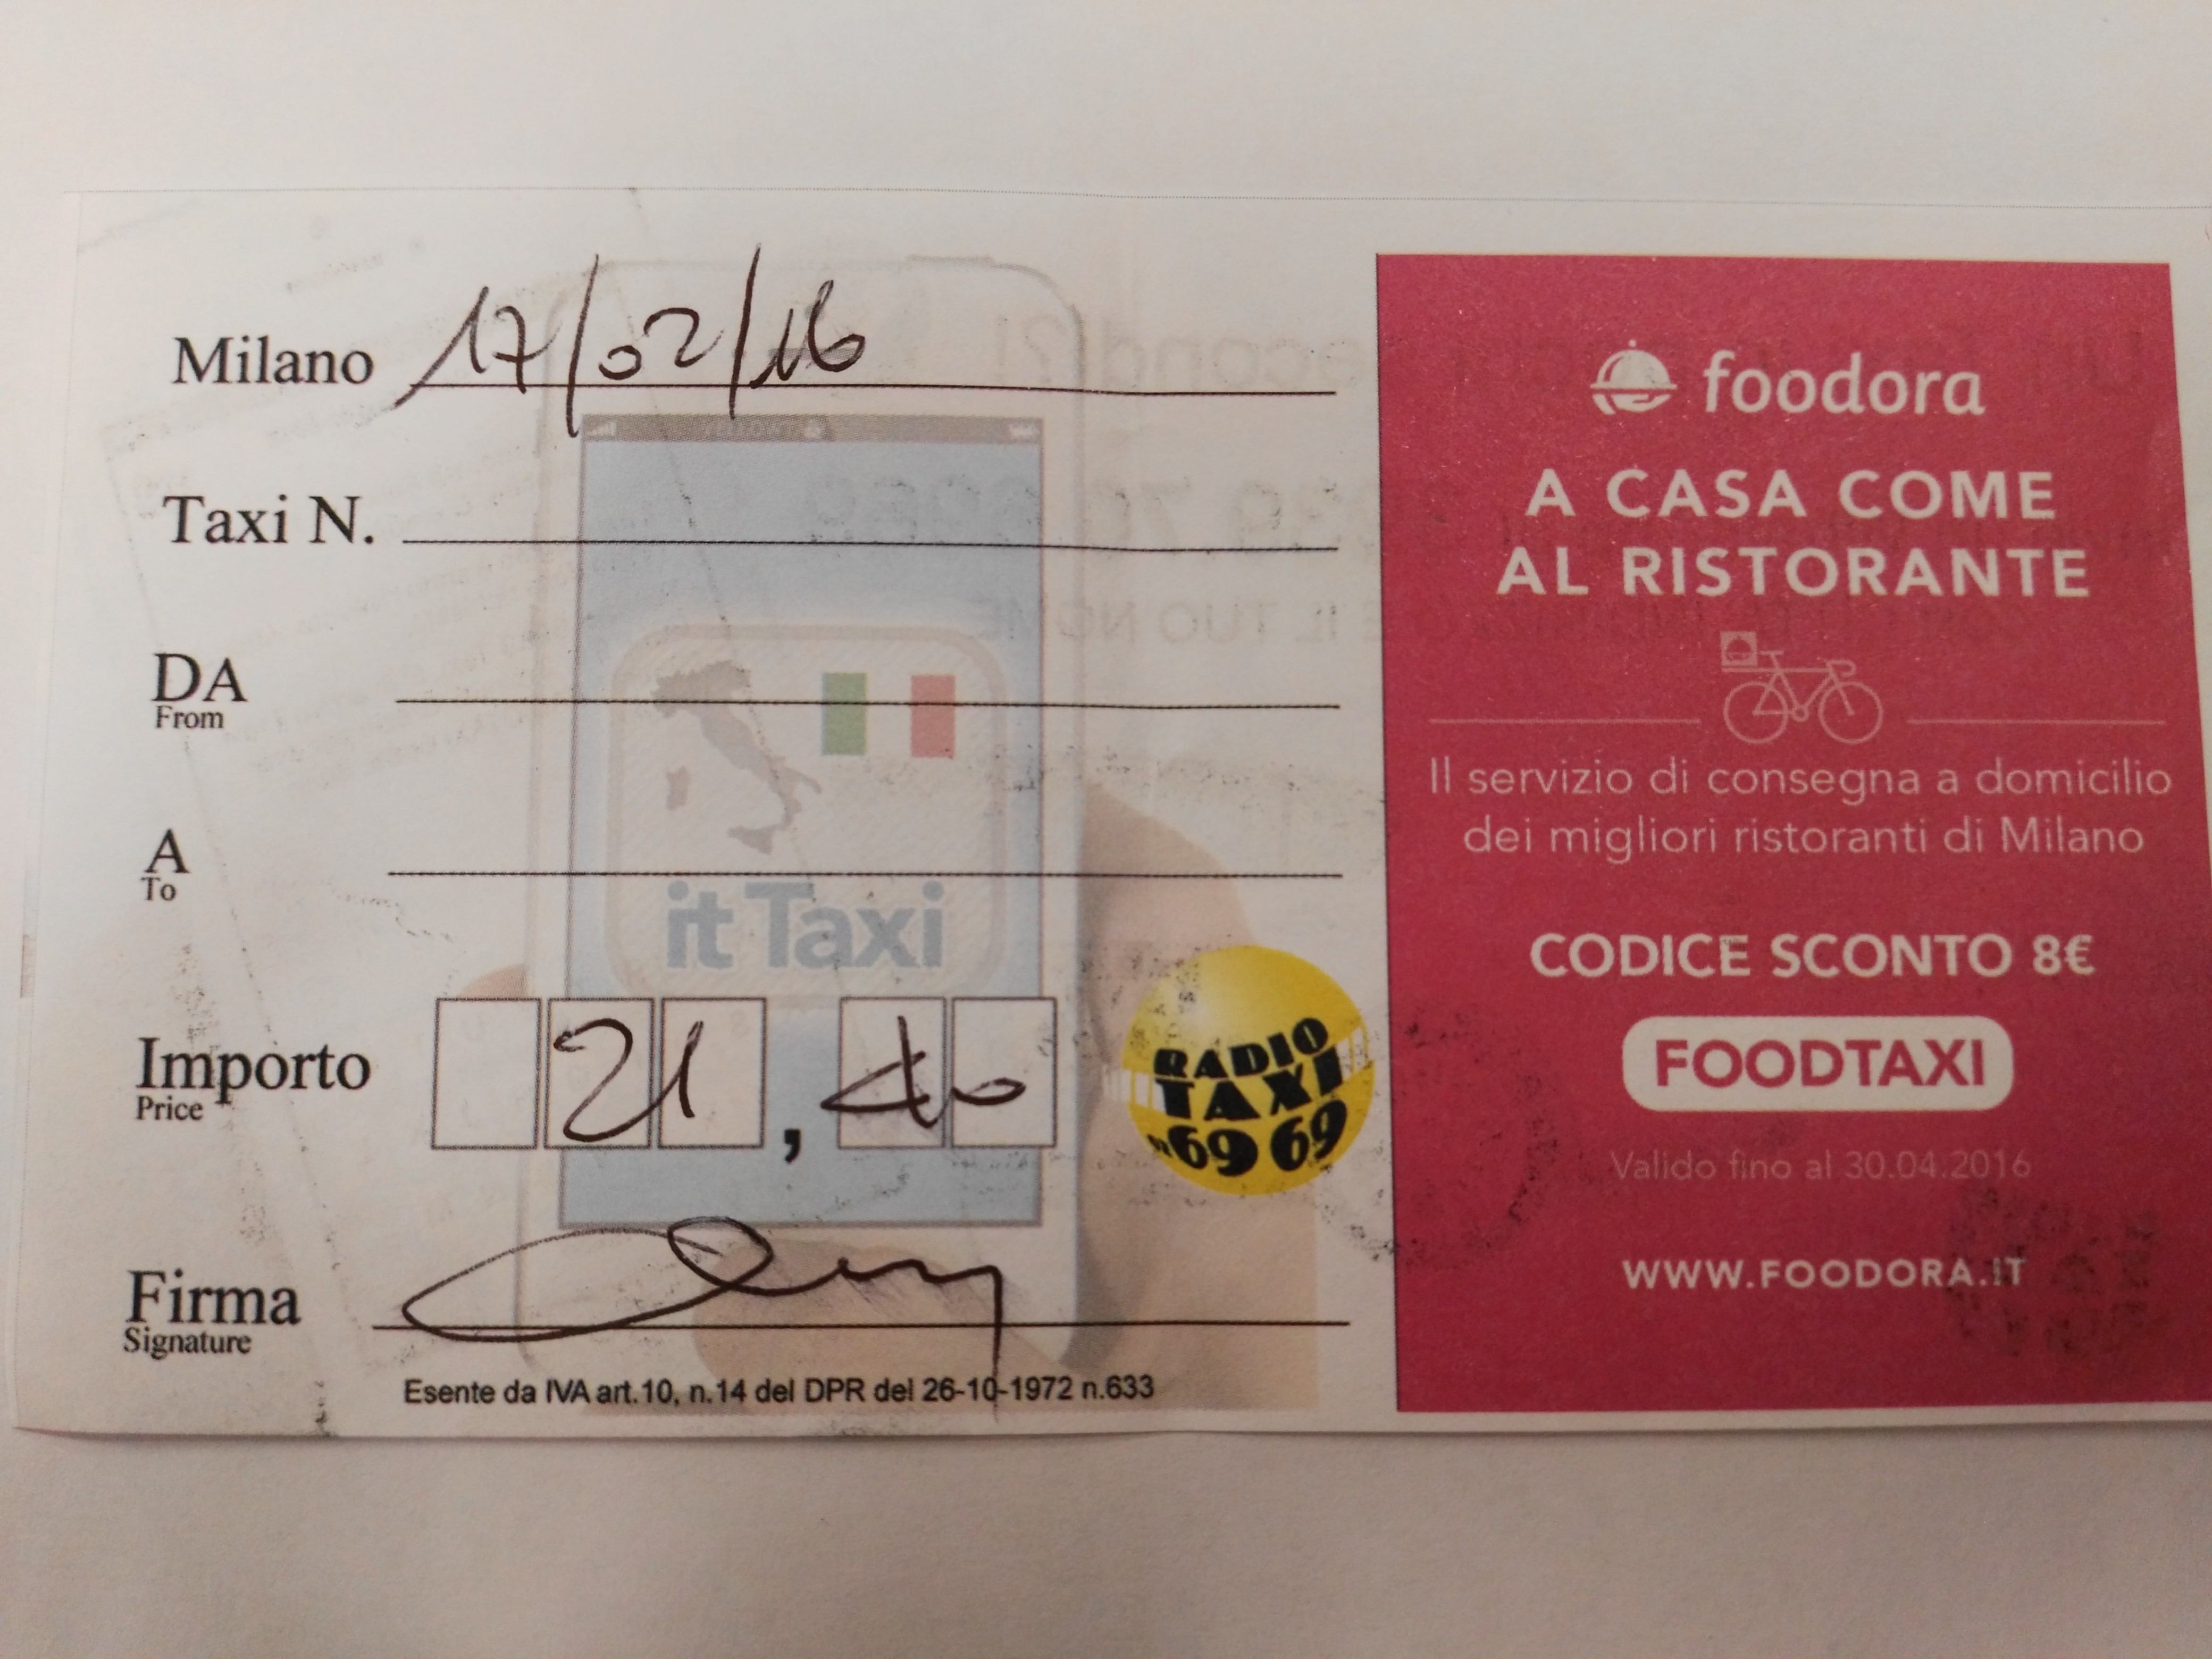 Milano 17/02/16
Taxi N.
DA
From
A
To
it Taxi
Importo 21,40
Price
RADIO
TAXI
02 69 69
Firma
Signature
Esente da IVA art.10, n.14 del DPR del 26-10-1972 n.633
foodora
A CASA COME
AL RISTORANTE
Il servizio di consegna a domicilio
dei migliori ristoranti di Milano
CODICE SCONTO 8€
FOODTAXI
Valido fino al 30.04.2016
WWW.FOODORA.IT